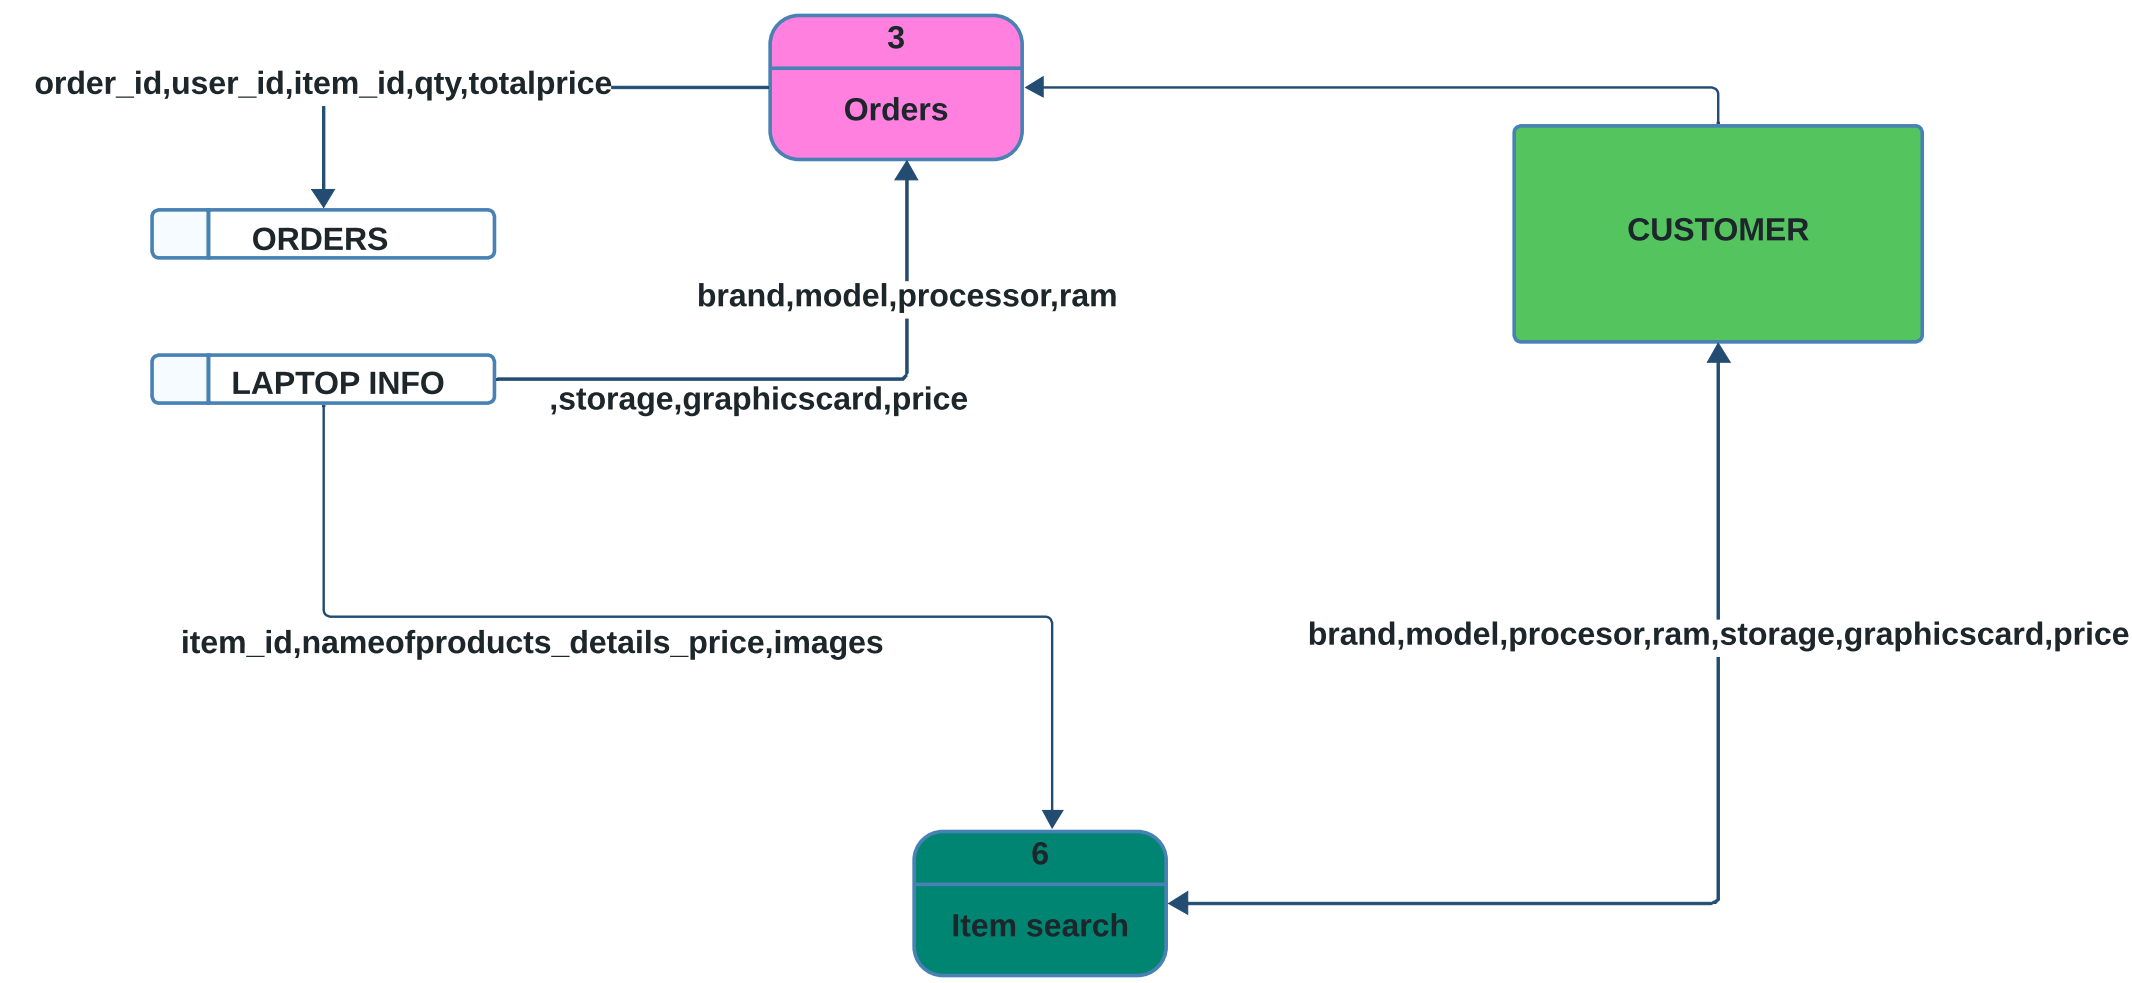 3
Orders
order_id,user_id,item_id,qty,totalprice
ORDERS
CUSTOMER
brand,model,processor,ram
LAPTOP INFO
,storage,graphicscard,price
item_id,nameofproducts_details_price,images
brand,model,procesor,ram,storage,graphicscard,price
6
Item search